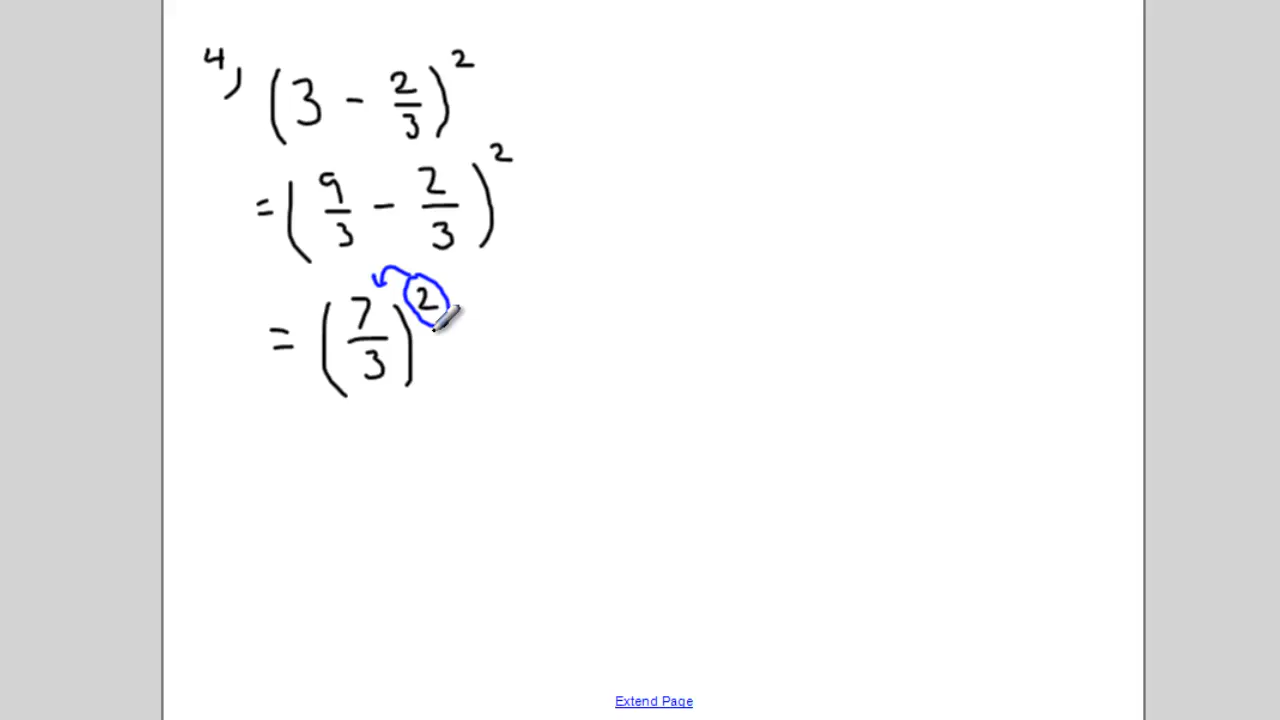 4) (3 - 2/3)²
= (9/3 - 2/3)²
= (7/3)²
Extend Page